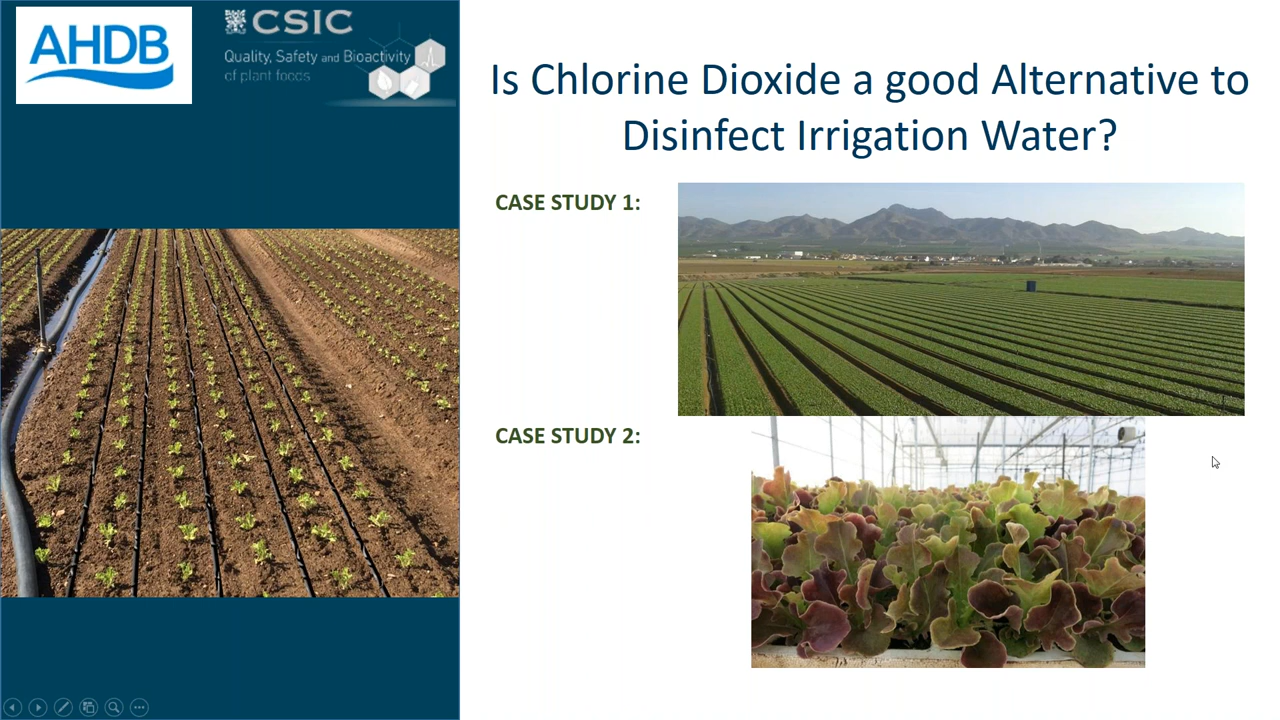 AHDB
CSIC
Quality, Safety and Bioactivity
of plant foods
Is Chlorine Dioxide a good Alternative to
Disinfect Irrigation Water?
CASE STUDY 1:
CASE STUDY 2: